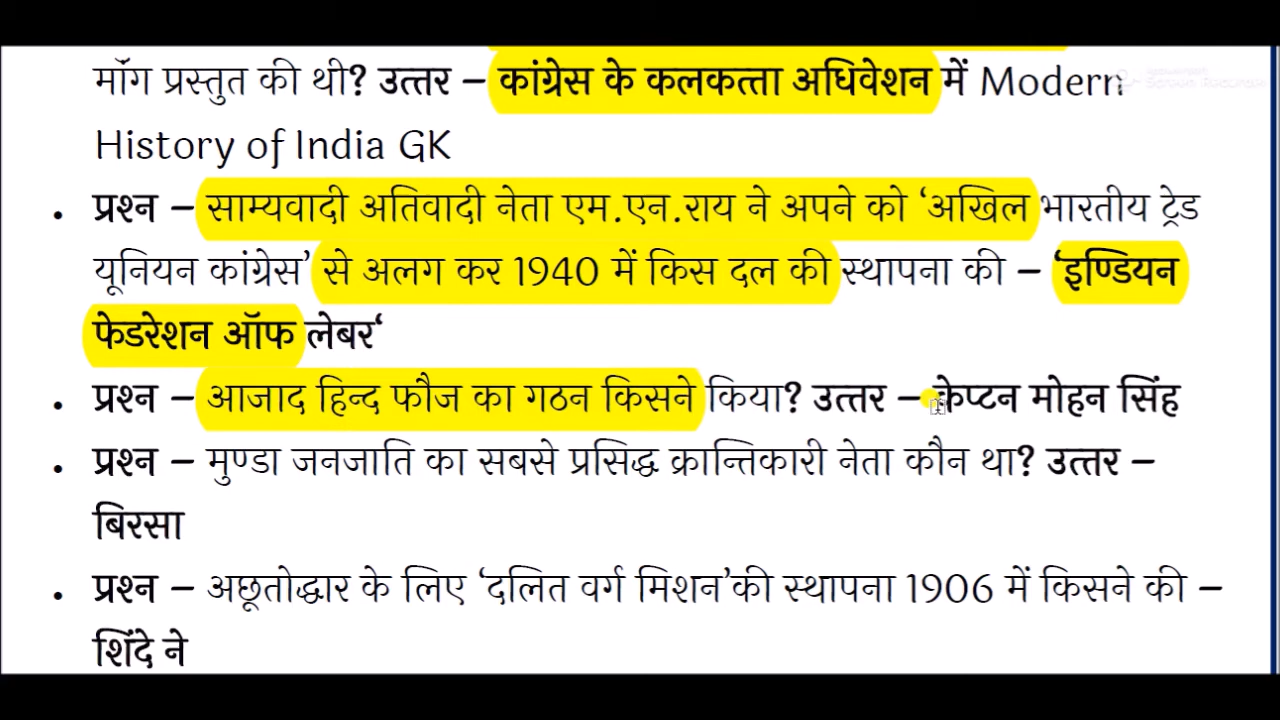 माँग प्रस्तुत की थी? उत्तर – कांग्रेस के कलकत्ता अधिवेशन में Modern
History of India GK
• प्रश्न – साम्यवादी अतिवादी नेता एम.एन.राय ने अपने को ‘अखिल भारतीय ट्रेड
यूनियन कांग्रेस’ से अलग कर 1940 में किस दल की स्थापना की – ‘इण्डियन
फेडरेशन ऑफ लेबर‘
• प्रश्न – आजाद हिन्द फौज का गठन किसने किया? उत्तर – केप्टन मोहन सिंह
• प्रश्न – मुण्डा जनजाति का सबसे प्रसिद्ध क्रान्तिकारी नेता कौन था? उत्तर –
बिरसा
• प्रश्न – अछूतोद्धार के लिए ‘दलित वर्ग मिशन’की स्थापना 1906 में किसने की –
शिंदे ने